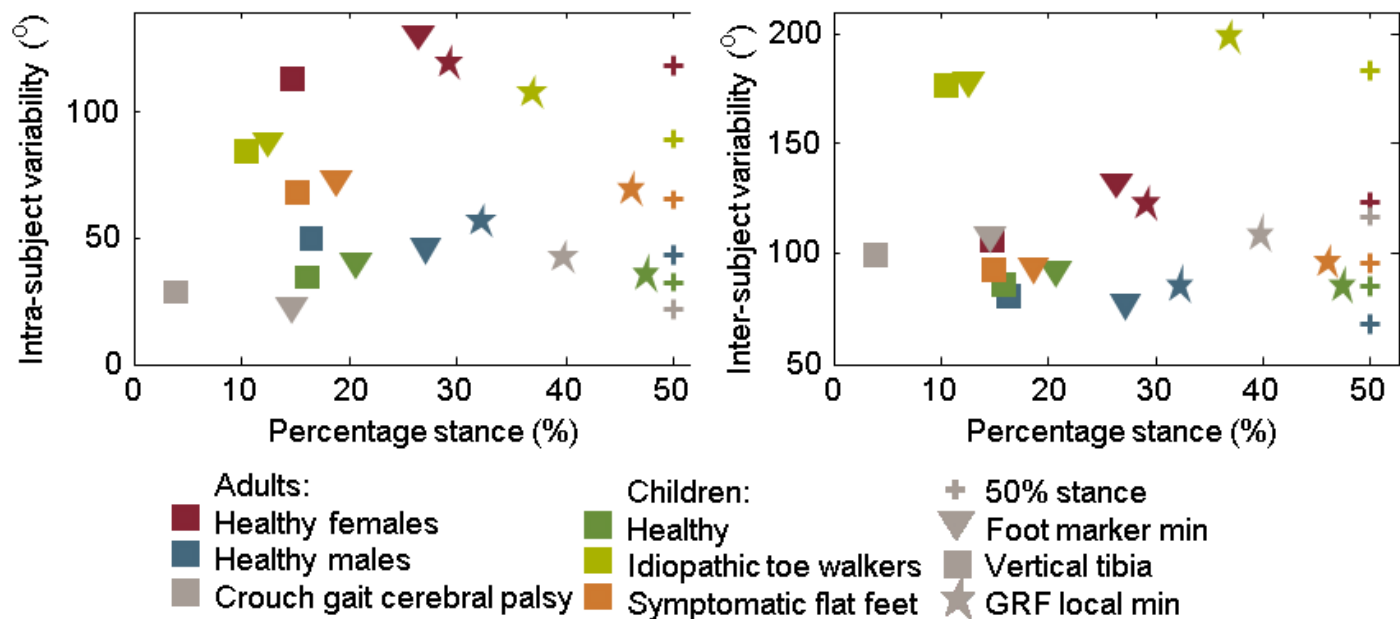 Intra-subject variability (°)
100
50
0
0 10 20 30 40 50
Percentage stance (%)
Inter-subject variability (°)
200
150
100
50
0 10 20 30 40 50
Percentage stance (%)
Adults:
Healthy females
Healthy males
Crouch gait cerebral palsy
Children:
Healthy
Idiopathic toe walkers
Symptomatic flat feet
50% stance
Foot marker min
Vertical tibia
GRF local min